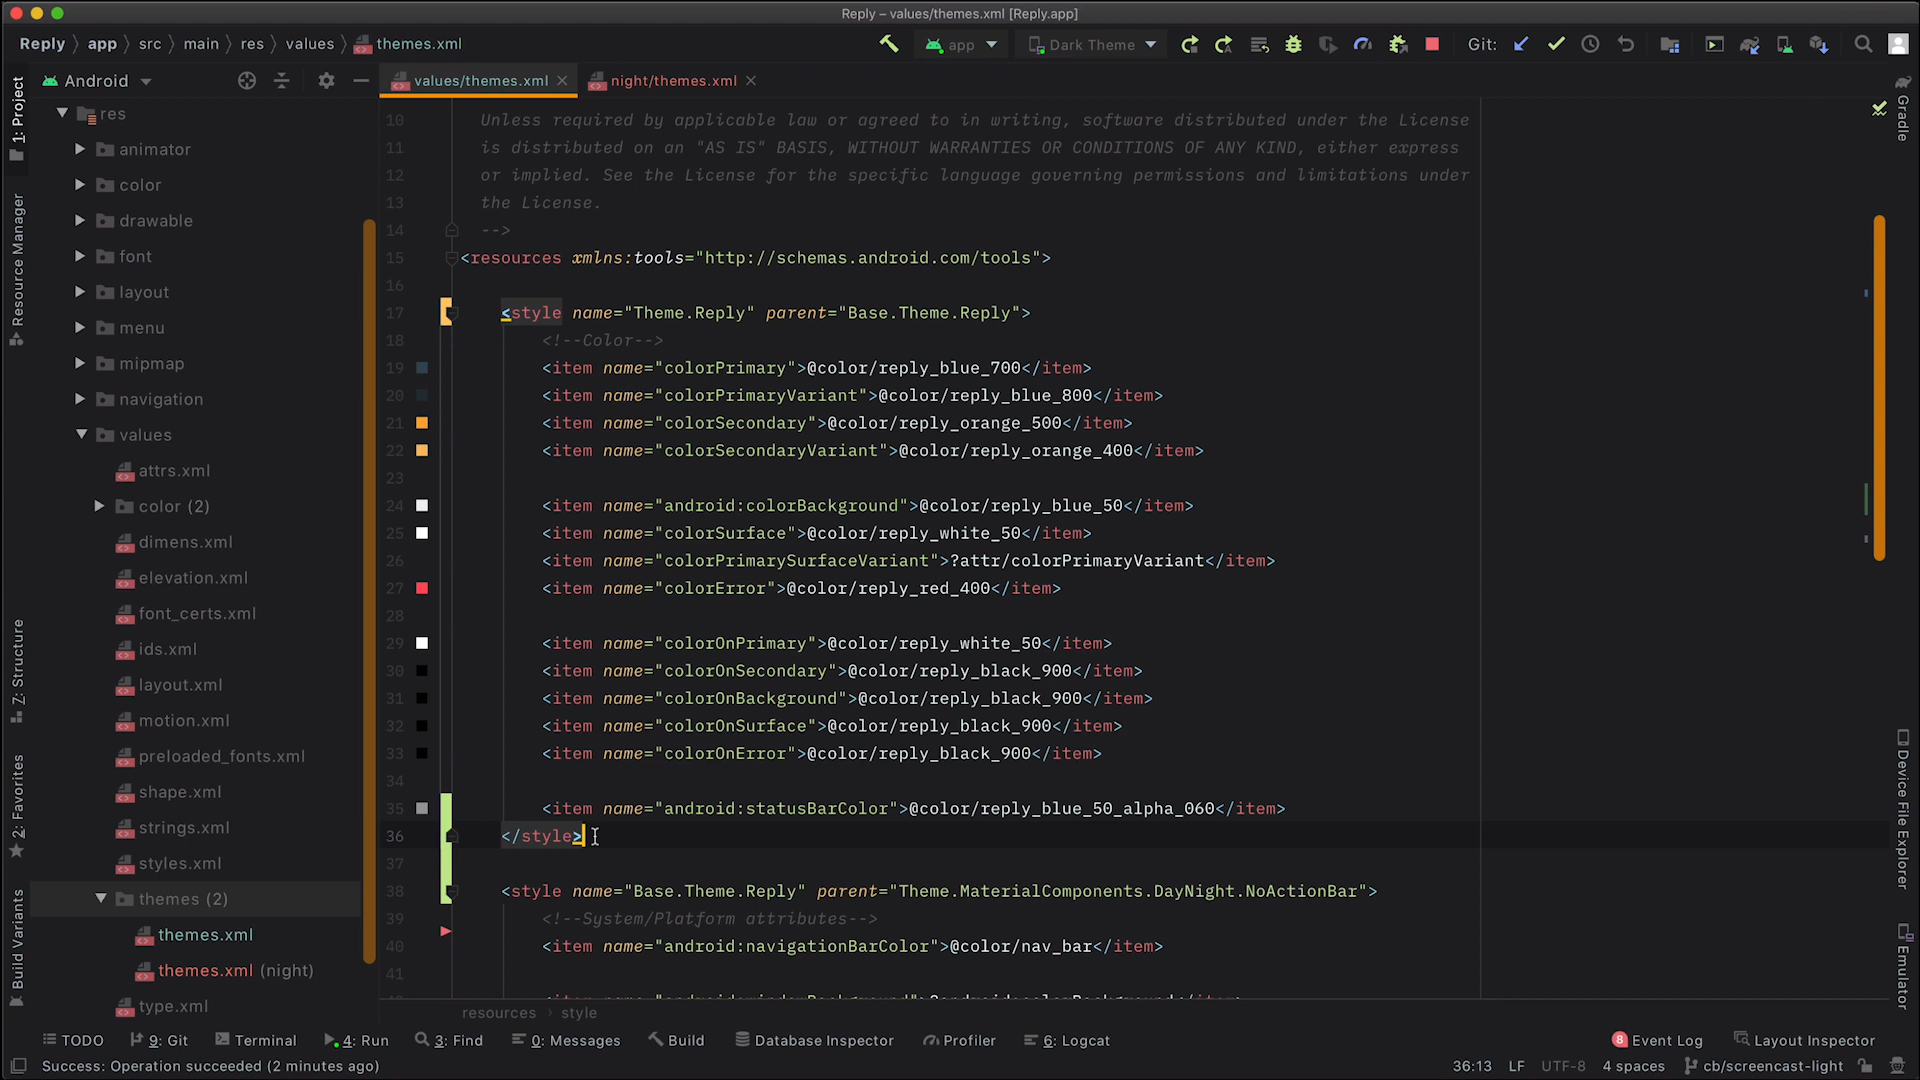 Reply – values/themes.xml [Reply.app]
Reply app src main res values themes.xml
app Dark Theme Git:
Android
values/themes.xml night/themes.xml
1: Project
Resource Manager
Z: Structure
2: Favorites
Build Variants
res
animator
color
drawable
font
layout
menu
mipmap
navigation
values
attrs.xml
color (2)
dimens.xml
elevation.xml
font_certs.xml
ids.xml
layout.xml
motion.xml
preloaded_fonts.xml
shape.xml
strings.xml
styles.xml
themes (2)
themes.xml
themes.xml (night)
type.xml
10 Unless required by applicable law or agreed to in writing, software distributed under the License
11 is distributed on an "AS IS" BASIS, WITHOUT WARRANTIES OR CONDITIONS OF ANY KIND, either express
12 or implied. See the License for the specific language governing permissions and limitations under
13 the License.
14 -->
15 <resources xmlns:tools="http://schemas.android.com/tools">
16
17 <style name="Theme.Reply" parent="Base.Theme.Reply">
18 <!--Color-->
19 <item name="colorPrimary">@color/reply_blue_700</item>
20 <item name="colorPrimaryVariant">@color/reply_blue_800</item>
21 <item name="colorSecondary">@color/reply_orange_500</item>
22 <item name="colorSecondaryVariant">@color/reply_orange_400</item>
23
24 <item name="android:colorBackground">@color/reply_blue_50</item>
25 <item name="colorSurface">@color/reply_white_50</item>
26 <item name="colorPrimarySurfaceVariant">?attr/colorPrimaryVariant</item>
27 <item name="colorError">@color/reply_red_400</item>
28
29 <item name="colorOnPrimary">@color/reply_white_50</item>
30 <item name="colorOnSecondary">@color/reply_black_900</item>
31 <item name="colorOnBackground">@color/reply_black_900</item>
32 <item name="colorOnSurface">@color/reply_black_900</item>
33 <item name="colorOnError">@color/reply_black_900</item>
34
35 <item name="android:statusBarColor">@color/reply_blue_50_alpha_060</item>
36 </style>
37
38 <style name="Base.Theme.Reply" parent="Theme.MaterialComponents.DayNight.NoActionBar">
39 <!--System/Platform attributes-->
40 <item name="android:navigationBarColor">@color/nav_bar</item>
41
resources › style
Gradle
Device File Explorer
Emulator
TODO 9: Git Terminal 4: Run 3: Find 0: Messages Build Database Inspector Profiler 6: Logcat 8 Event Log Layout Inspector
Success: Operation succeeded (2 minutes ago) 36:13 LF UTF-8 4 spaces cb/screencast-light